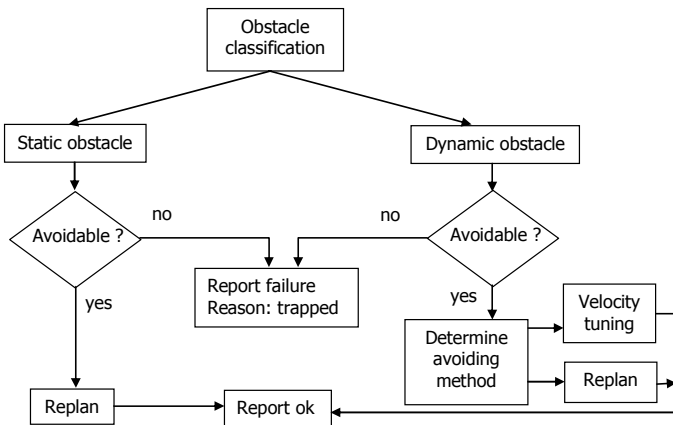 Obstacle
classification
Static obstacle
Dynamic obstacle
no
no
Avoidable ?
Avoidable ?
Report failure
Reason: trapped
yes
yes
Velocity
tuning
Determine
avoiding
method
Replan
Replan
Report ok